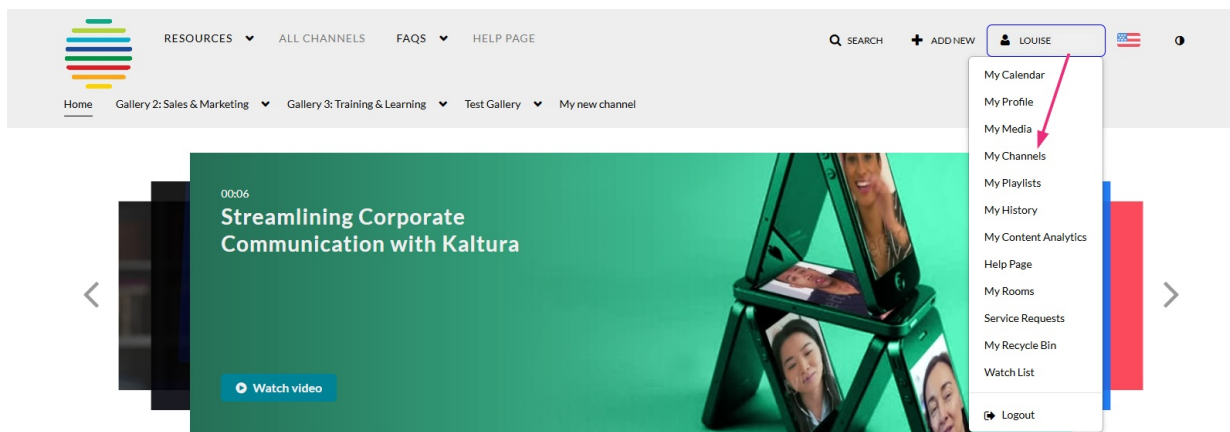 RESOURCES ALL CHANNELS FAQS HELP PAGE SEARCH ADD NEW LOUISE
Home Gallery 2: Sales & Marketing Gallery 3: Training & Learning Test Gallery My new channel
My Calendar
My Profile
My Media
My Channels
My Playlists
My History
My Content Analytics
Help Page
My Rooms
Service Requests
My Recycle Bin
Watch List
Logout
00:06
Streamlining Corporate
Communication with Kaltura
Watch video